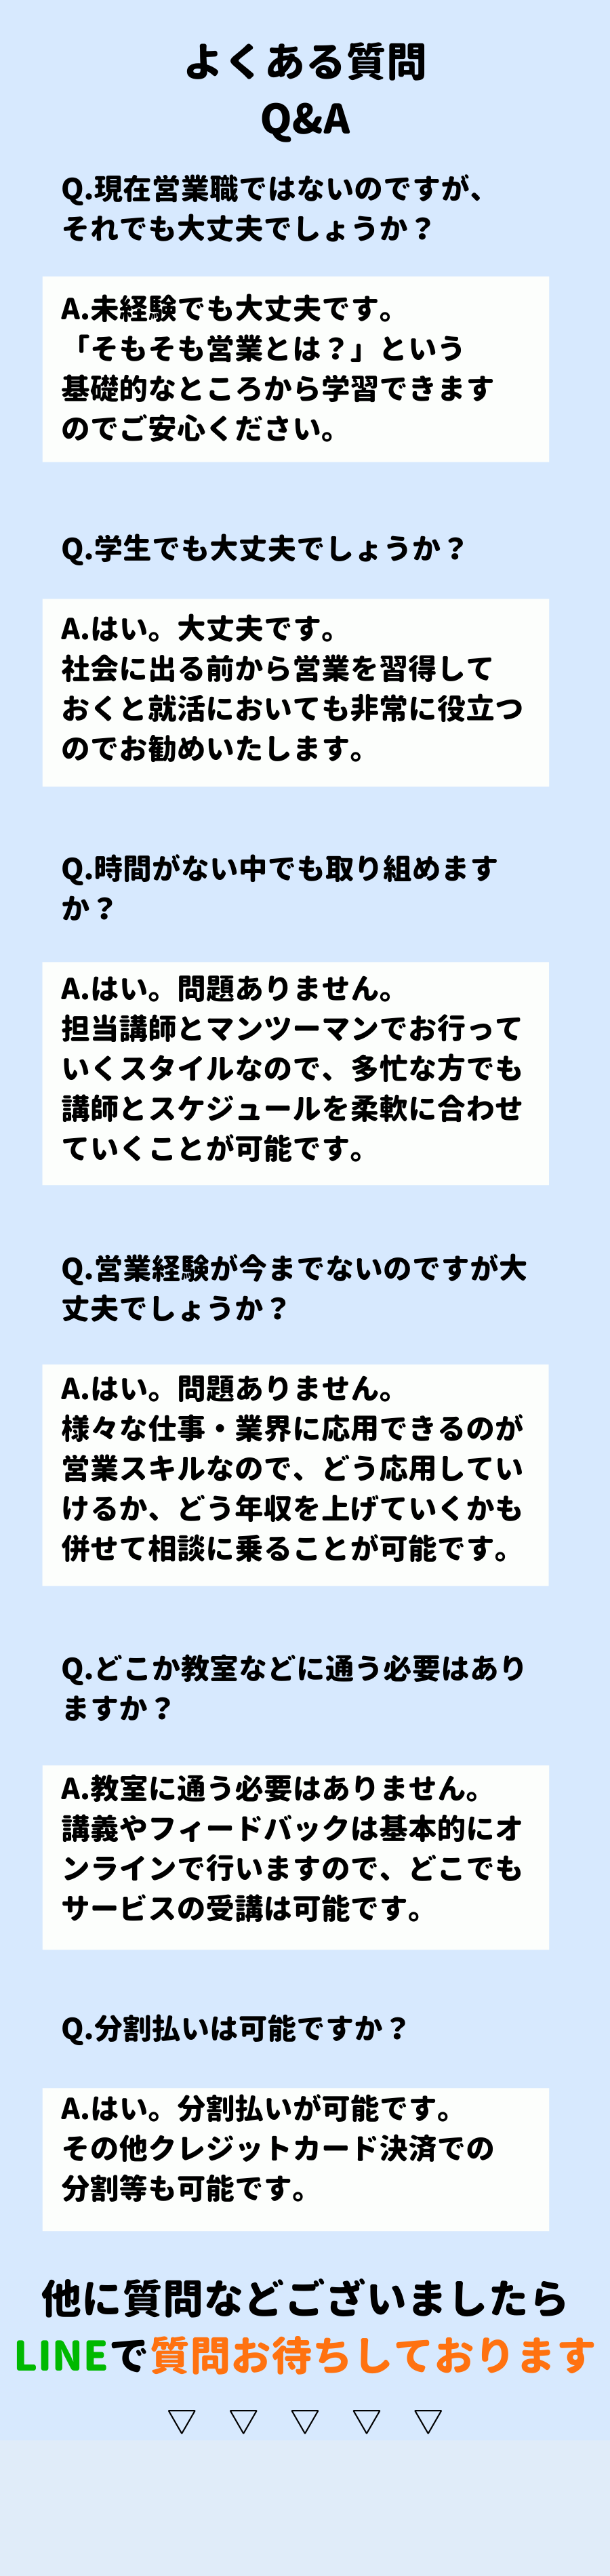 よくある質問
Q&A
Q.現在営業職ではないのですが、
それでも大丈夫でしょうか？
A.未経験でも大丈夫です。
「そもそも営業とは？」という
基礎的なところから学習できます
のでご安心ください。
Q.学生でも大丈夫でしょうか？
A.はい。大丈夫です。
社会に出る前から営業を習得して
おくと就活においても非常に役立つ
のでお勧めいたします。
Q.時間がない中でも取り組めます
か？
A.はい。問題ありません。
担当講師とマンツーマンでお行って
いくスタイルなので、多忙な方でも
講師とスケジュールを柔軟に合わせ
ていくことが可能です。
Q.営業経験が今までないのですが大
丈夫でしょうか？
A.はい。問題ありません。
様々な仕事・業界に応用できるのが
営業スキルなので、どう応用してい
けるか、どう年収を上げていくかも
併せて相談に乗ることが可能です。
Q.どこか教室などに通う必要はあり
ますか？
A.教室に通う必要はありません。
講義やフィードバックは基本的にオ
ンラインで行いますので、どこでも
サービスの受講は可能です。
Q.分割払いは可能ですか？
A.はい。分割払いが可能です。
その他クレジットカード決済での
分割等も可能です。
他に質問などございましたら
LINEで質問お待ちしております
▽ ▽ ▽ ▽ ▽